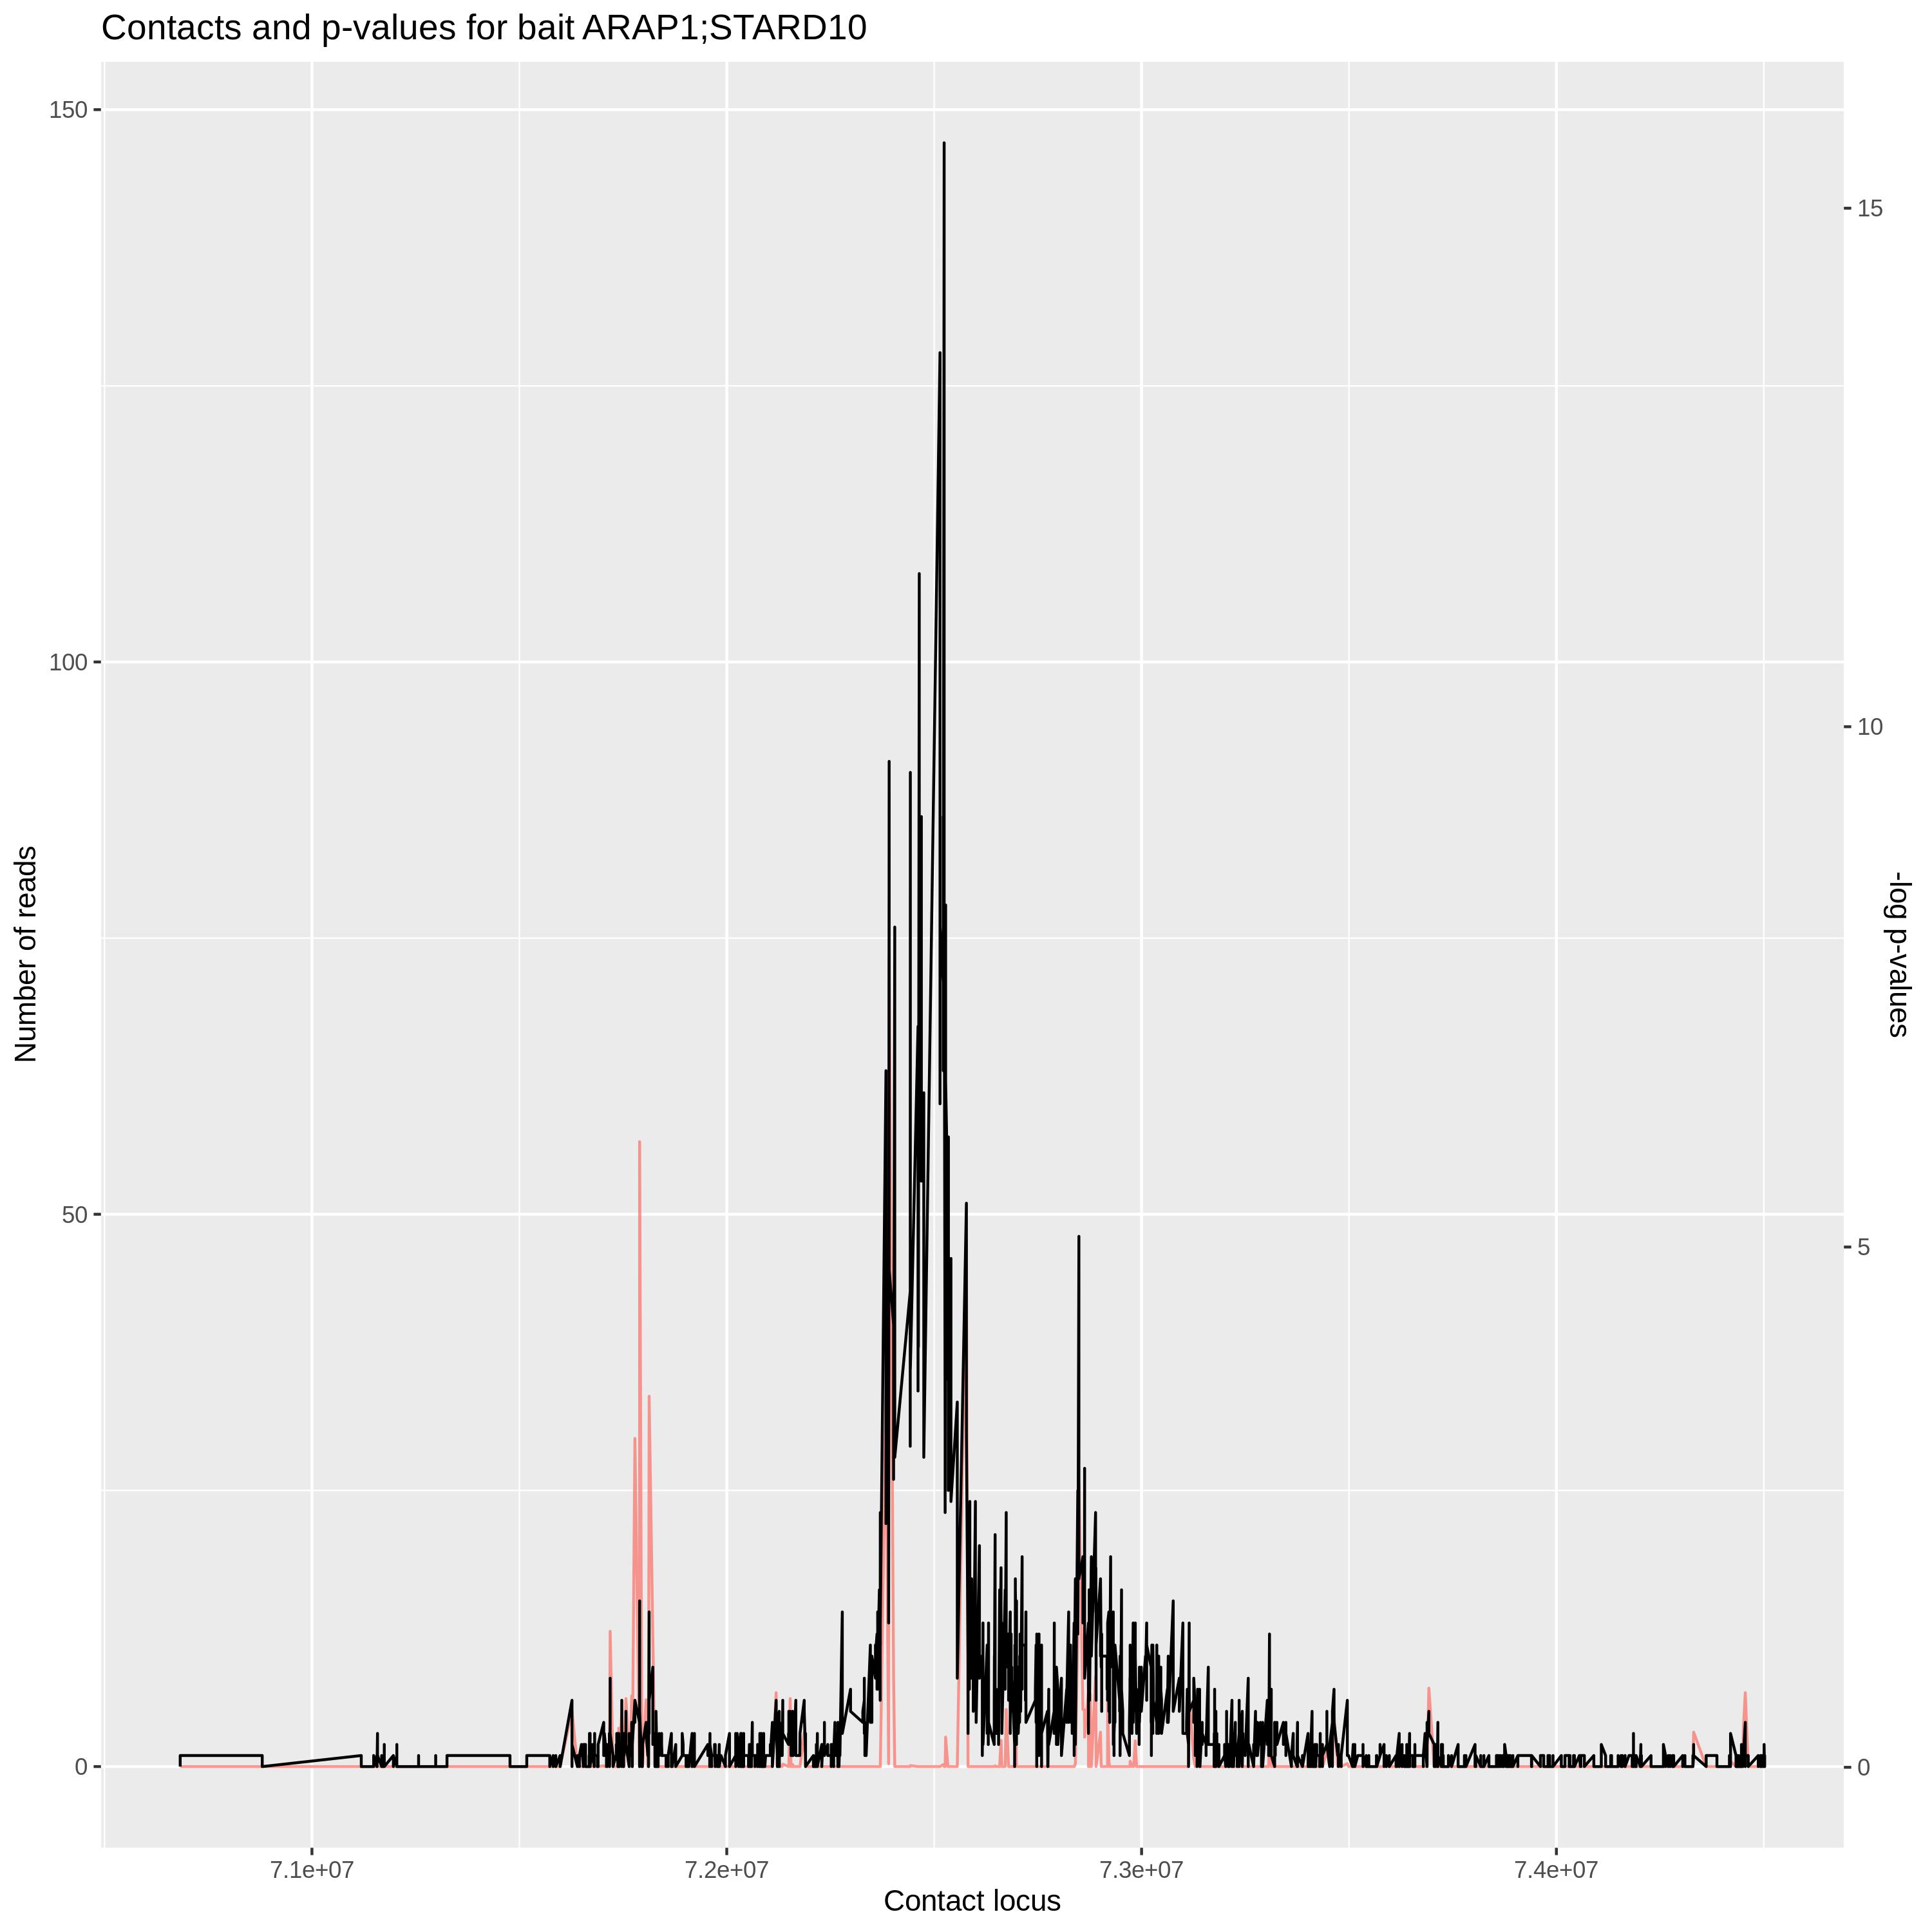 Contacts and p-values for bait ARAP1;STARD10
150
100
50
0
Number of reads
15
10
5
0
-log p-values
7.1e+07
7.2e+07
7.3e+07
7.4e+07
Contact locus